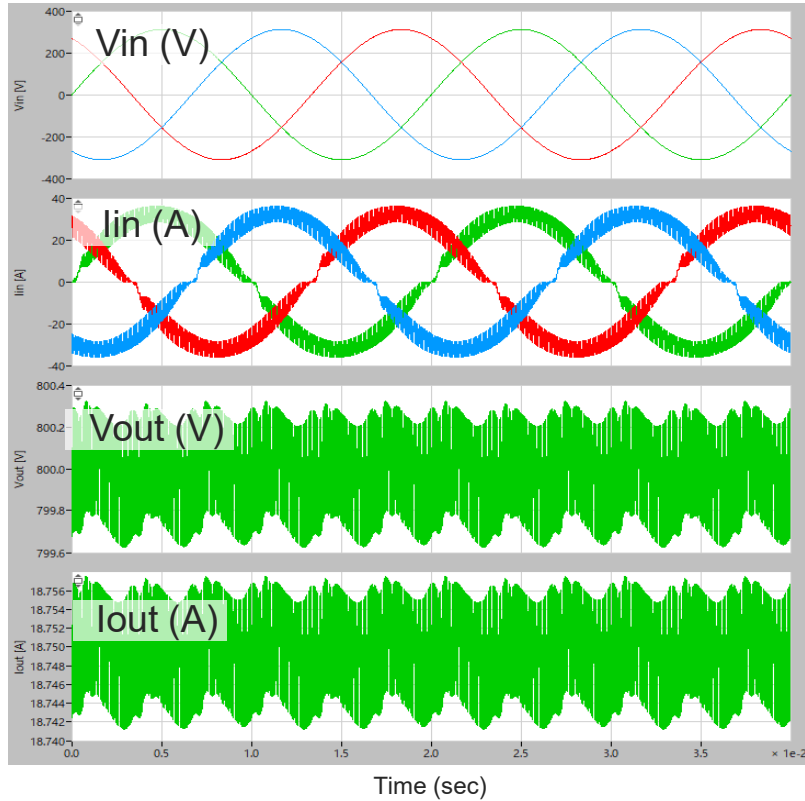 400
200
0
-200
-400
Vin [V]
Vin (V)
40
20
0
-20
-40
Iin [A]
Iin (A)
800.4
800.2
800.0
799.8
799.6
Vout [V]
Vout (V)
18.756
18.754
18.752
18.750
18.748
18.746
18.744
18.742
18.740
Iout [A]
Iout (A)
0.0 0.5 1.0 1.5 2.0 2.5 3.0 3.5 × 1e-2
Time (sec)